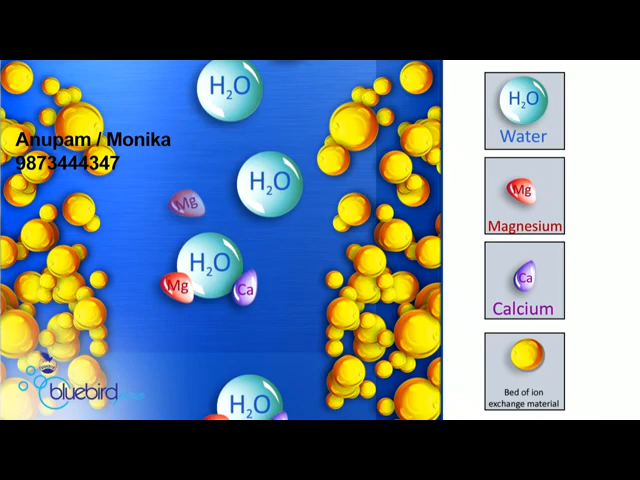 H2O
Anupam / Monika
9873444347
H2O
Mg
H2O
Mg
Ca
bluebird
H2O
H2O
Water
Mg
Magnesium
Ca
Calcium
Bed of ion
exchange material